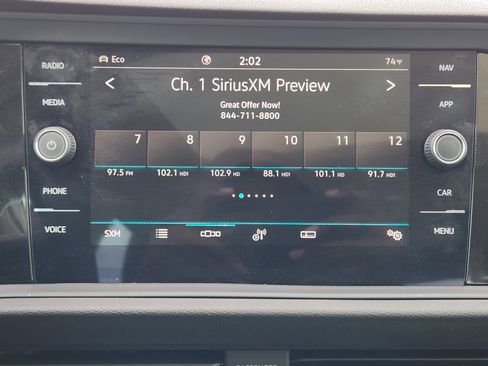 RADIO
MEDIA
PHONE
VOICE
Eco
2:02
74°F
Ch. 1 SiriusXM Preview
Great Offer Now!
844-711-8800
7 8 9 10 11 12
97.5 FM 102.1 HD1 102.9 HD 88.1 HD1 101.1 HD 91.7 HD1
SXM
NAV
APP
CAR
MENU